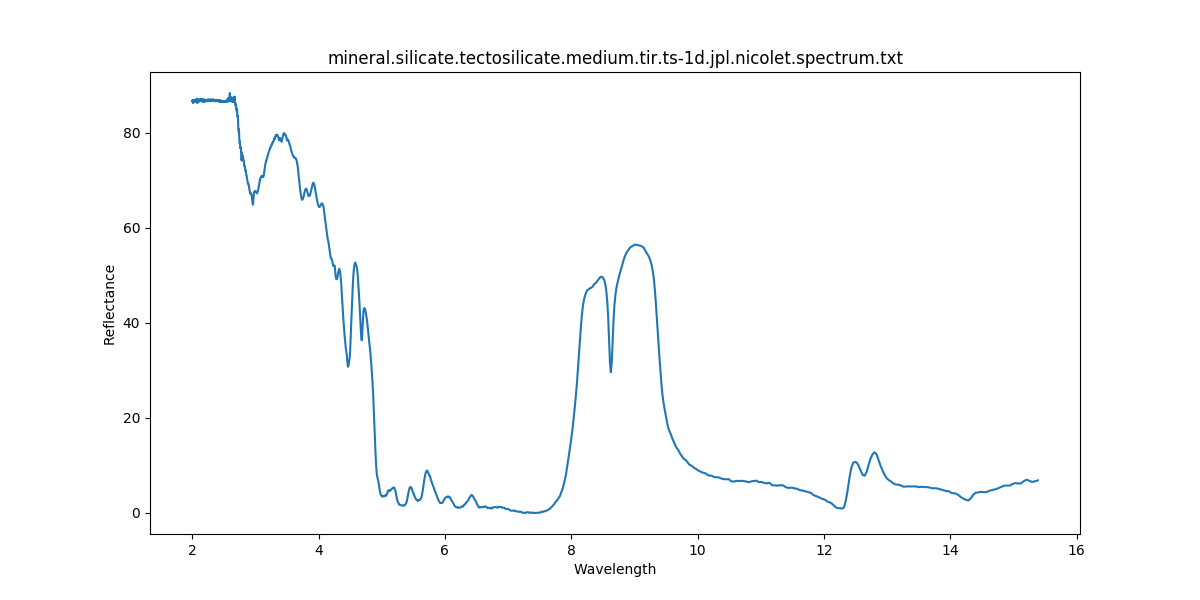 mineral.silicate.tectosilicate.medium.tir.ts-1d.jpl.nicolet.spectrum.txt
80
60
40
20
0
Reflectance
2 4 6 8 10 12 14 16
Wavelength